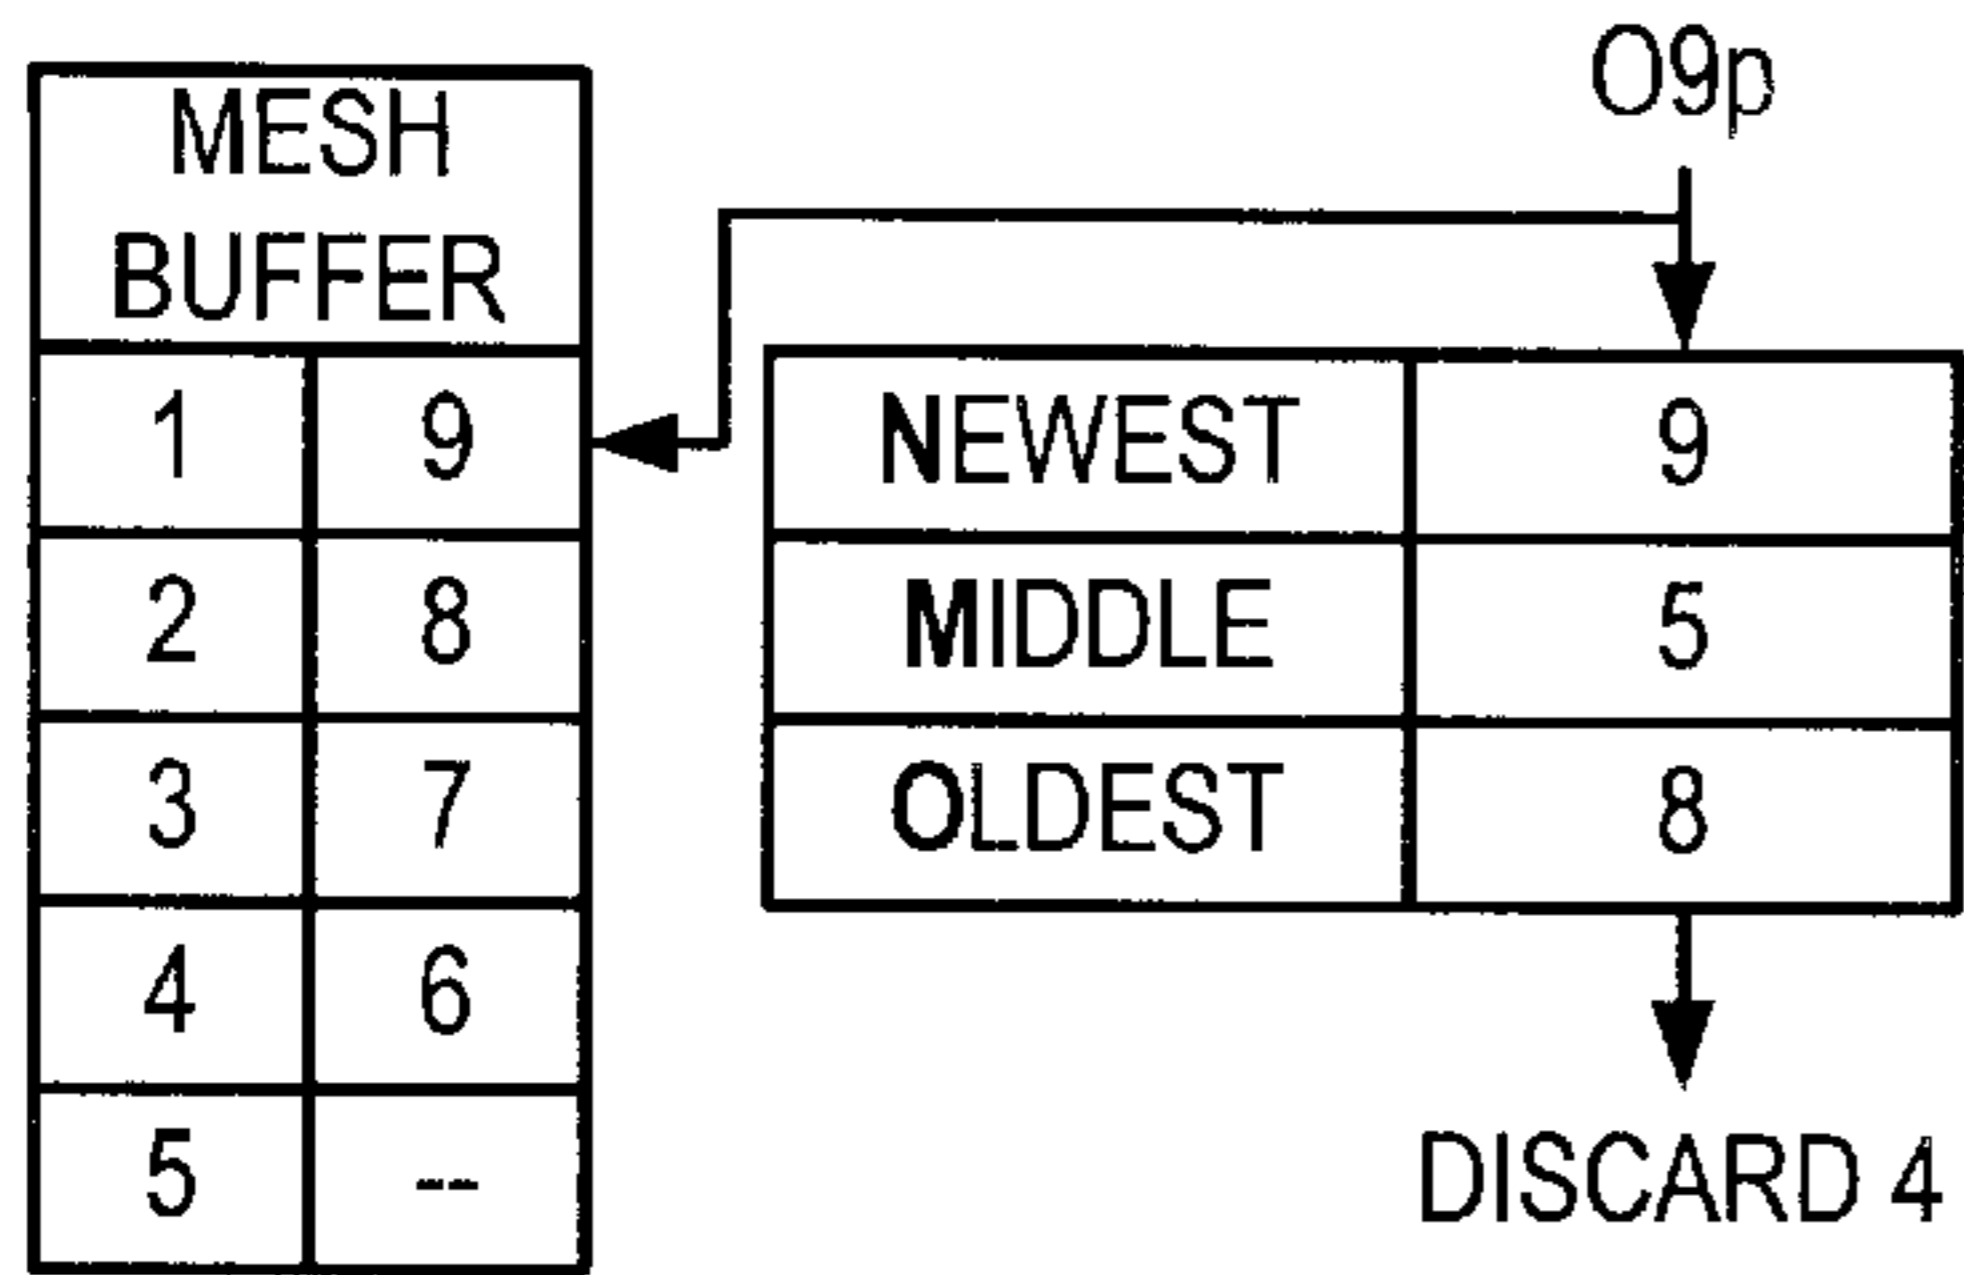 O9p
MESH
BUFFER
1 9
2 8
3 7
4 6
5 --
NEWEST 9
MIDDLE 5
OLDEST 8
DISCARD 4